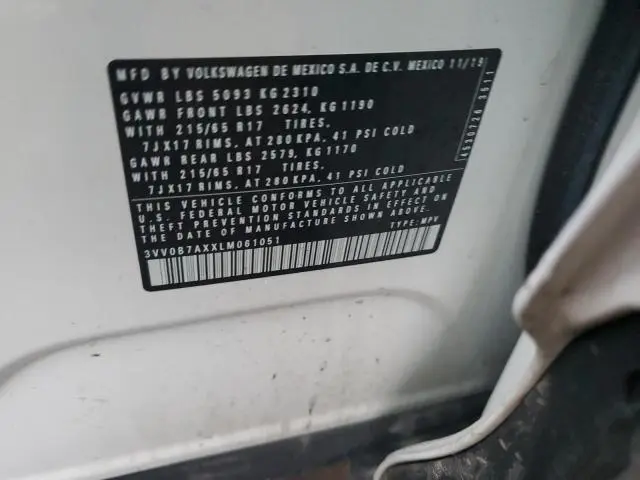 MFD BY VOLKSWAGEN DE MEXICO S.A. DE C.V. MEXICO 11/19
GVWR LBS 5093 KG 2310
GAWR FRONT LBS 2624, KG 1190
WITH 215/65 R17 TIRES.
7JX17 RIMS, AT 280 KPA, 41 PSI COLD
GAWR REAR LBS 2579, KG 1170
WITH 215/65 R17 TIRES.
7JX17 RIMS, AT 280 KPA, 41 PSI COLD
THIS VEHICLE CONFORMS TO ALL APPLICABLE
U.S. FEDERAL MOTOR VEHICLE SAFETY AND
THEFT PREVENTION STANDARDS IN EFFECT ON
THE DATE OF MANUFACTURE SHOWN ABOVE.
3VV0B7AXXLM061051 TYPE: MPV